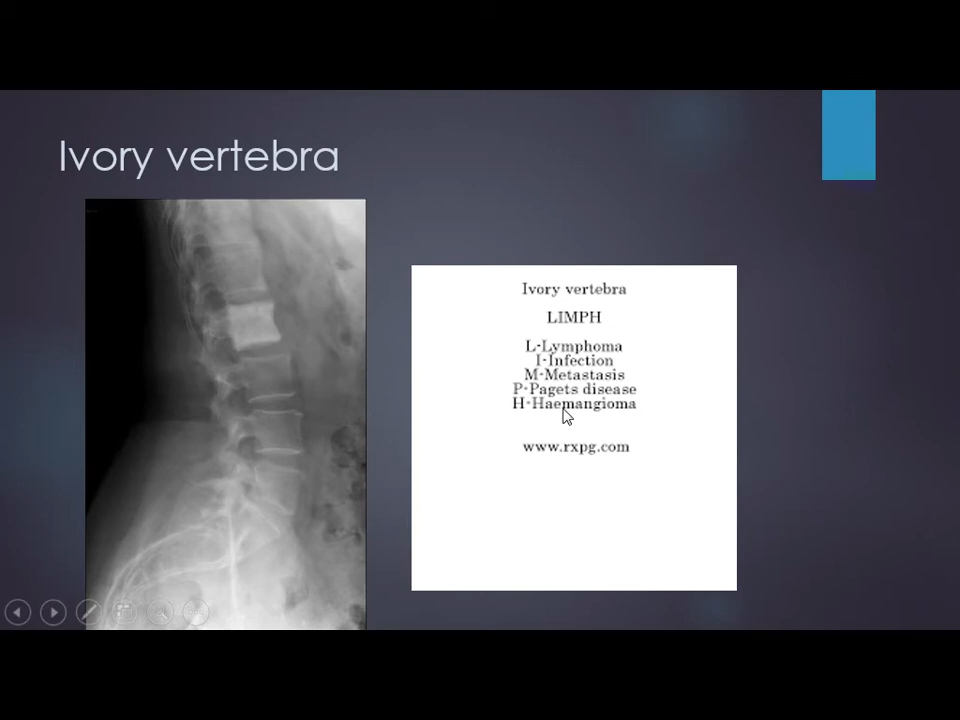 Ivory vertebra
Ivory vertebra
LIMPH
L-Lymphoma
I-Infection
M-Metastasis
P-Pagets disease
H-Haemangioma
www.rxpg.com